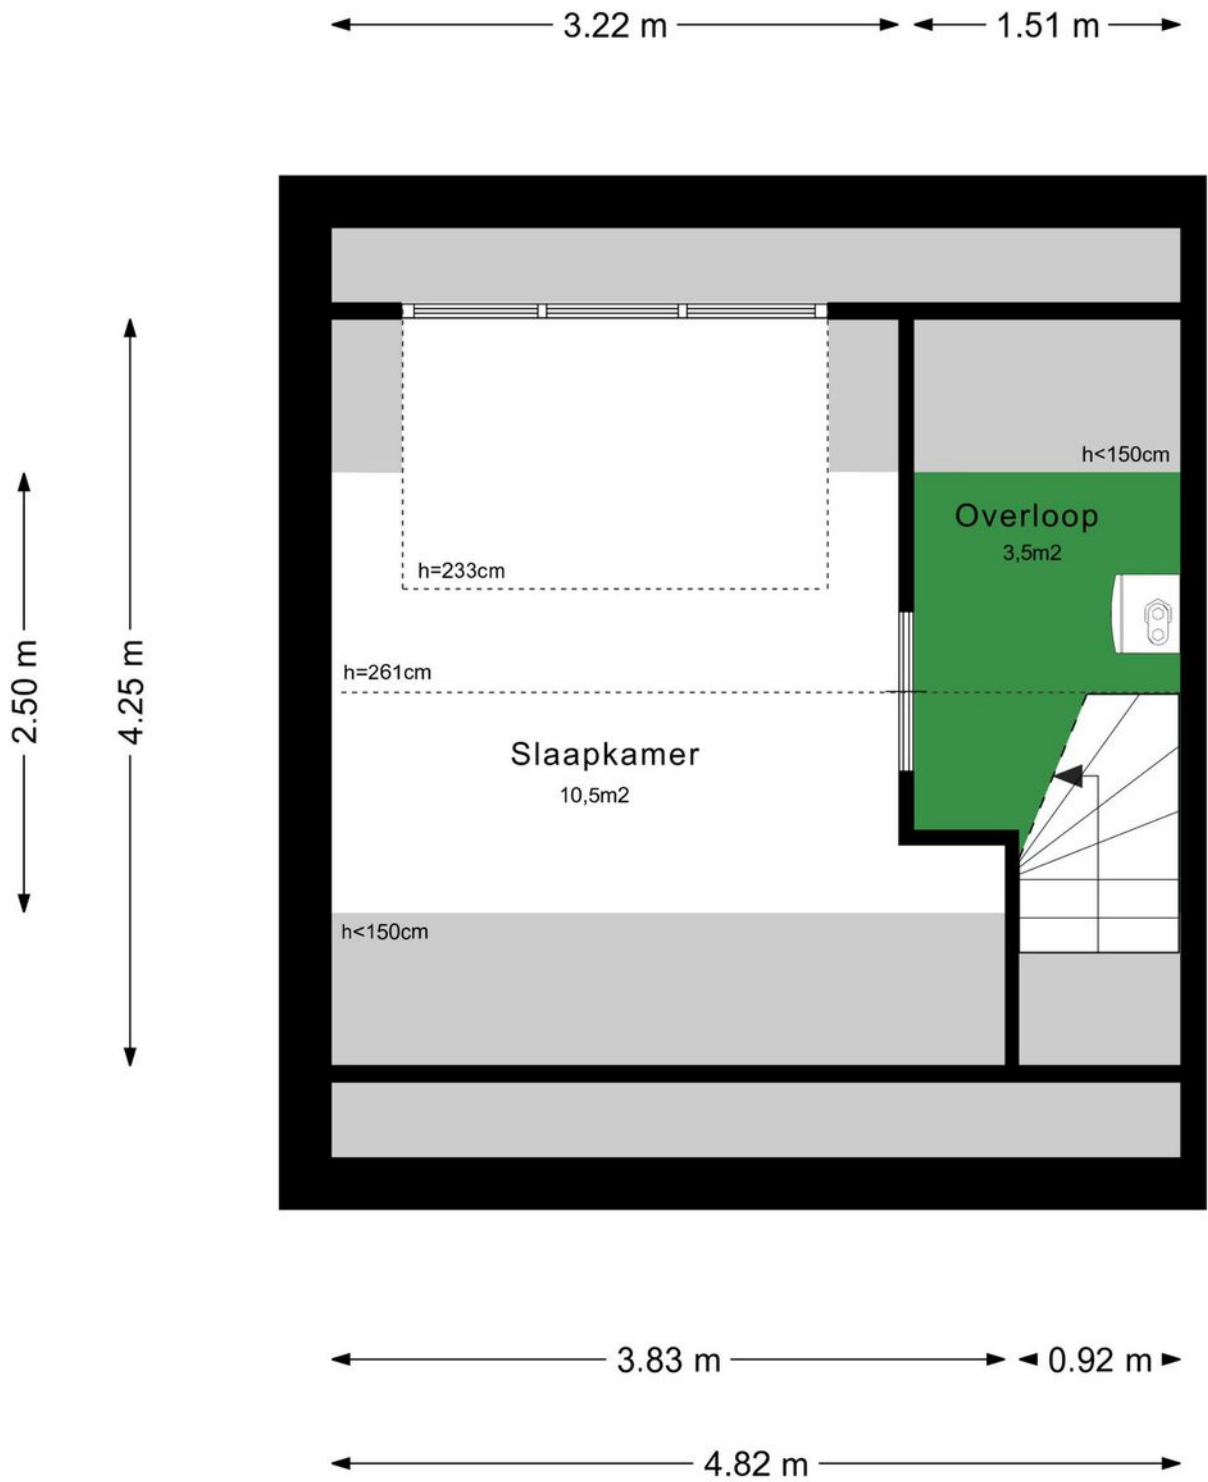 3.22 m
1.51 m
h<150cm
Overloop
3,5m2
h=233cm
h=261cm
2.50 m
4.25 m
Slaapkamer
10,5m2
h<150cm
3.83 m
0.92 m
4.82 m